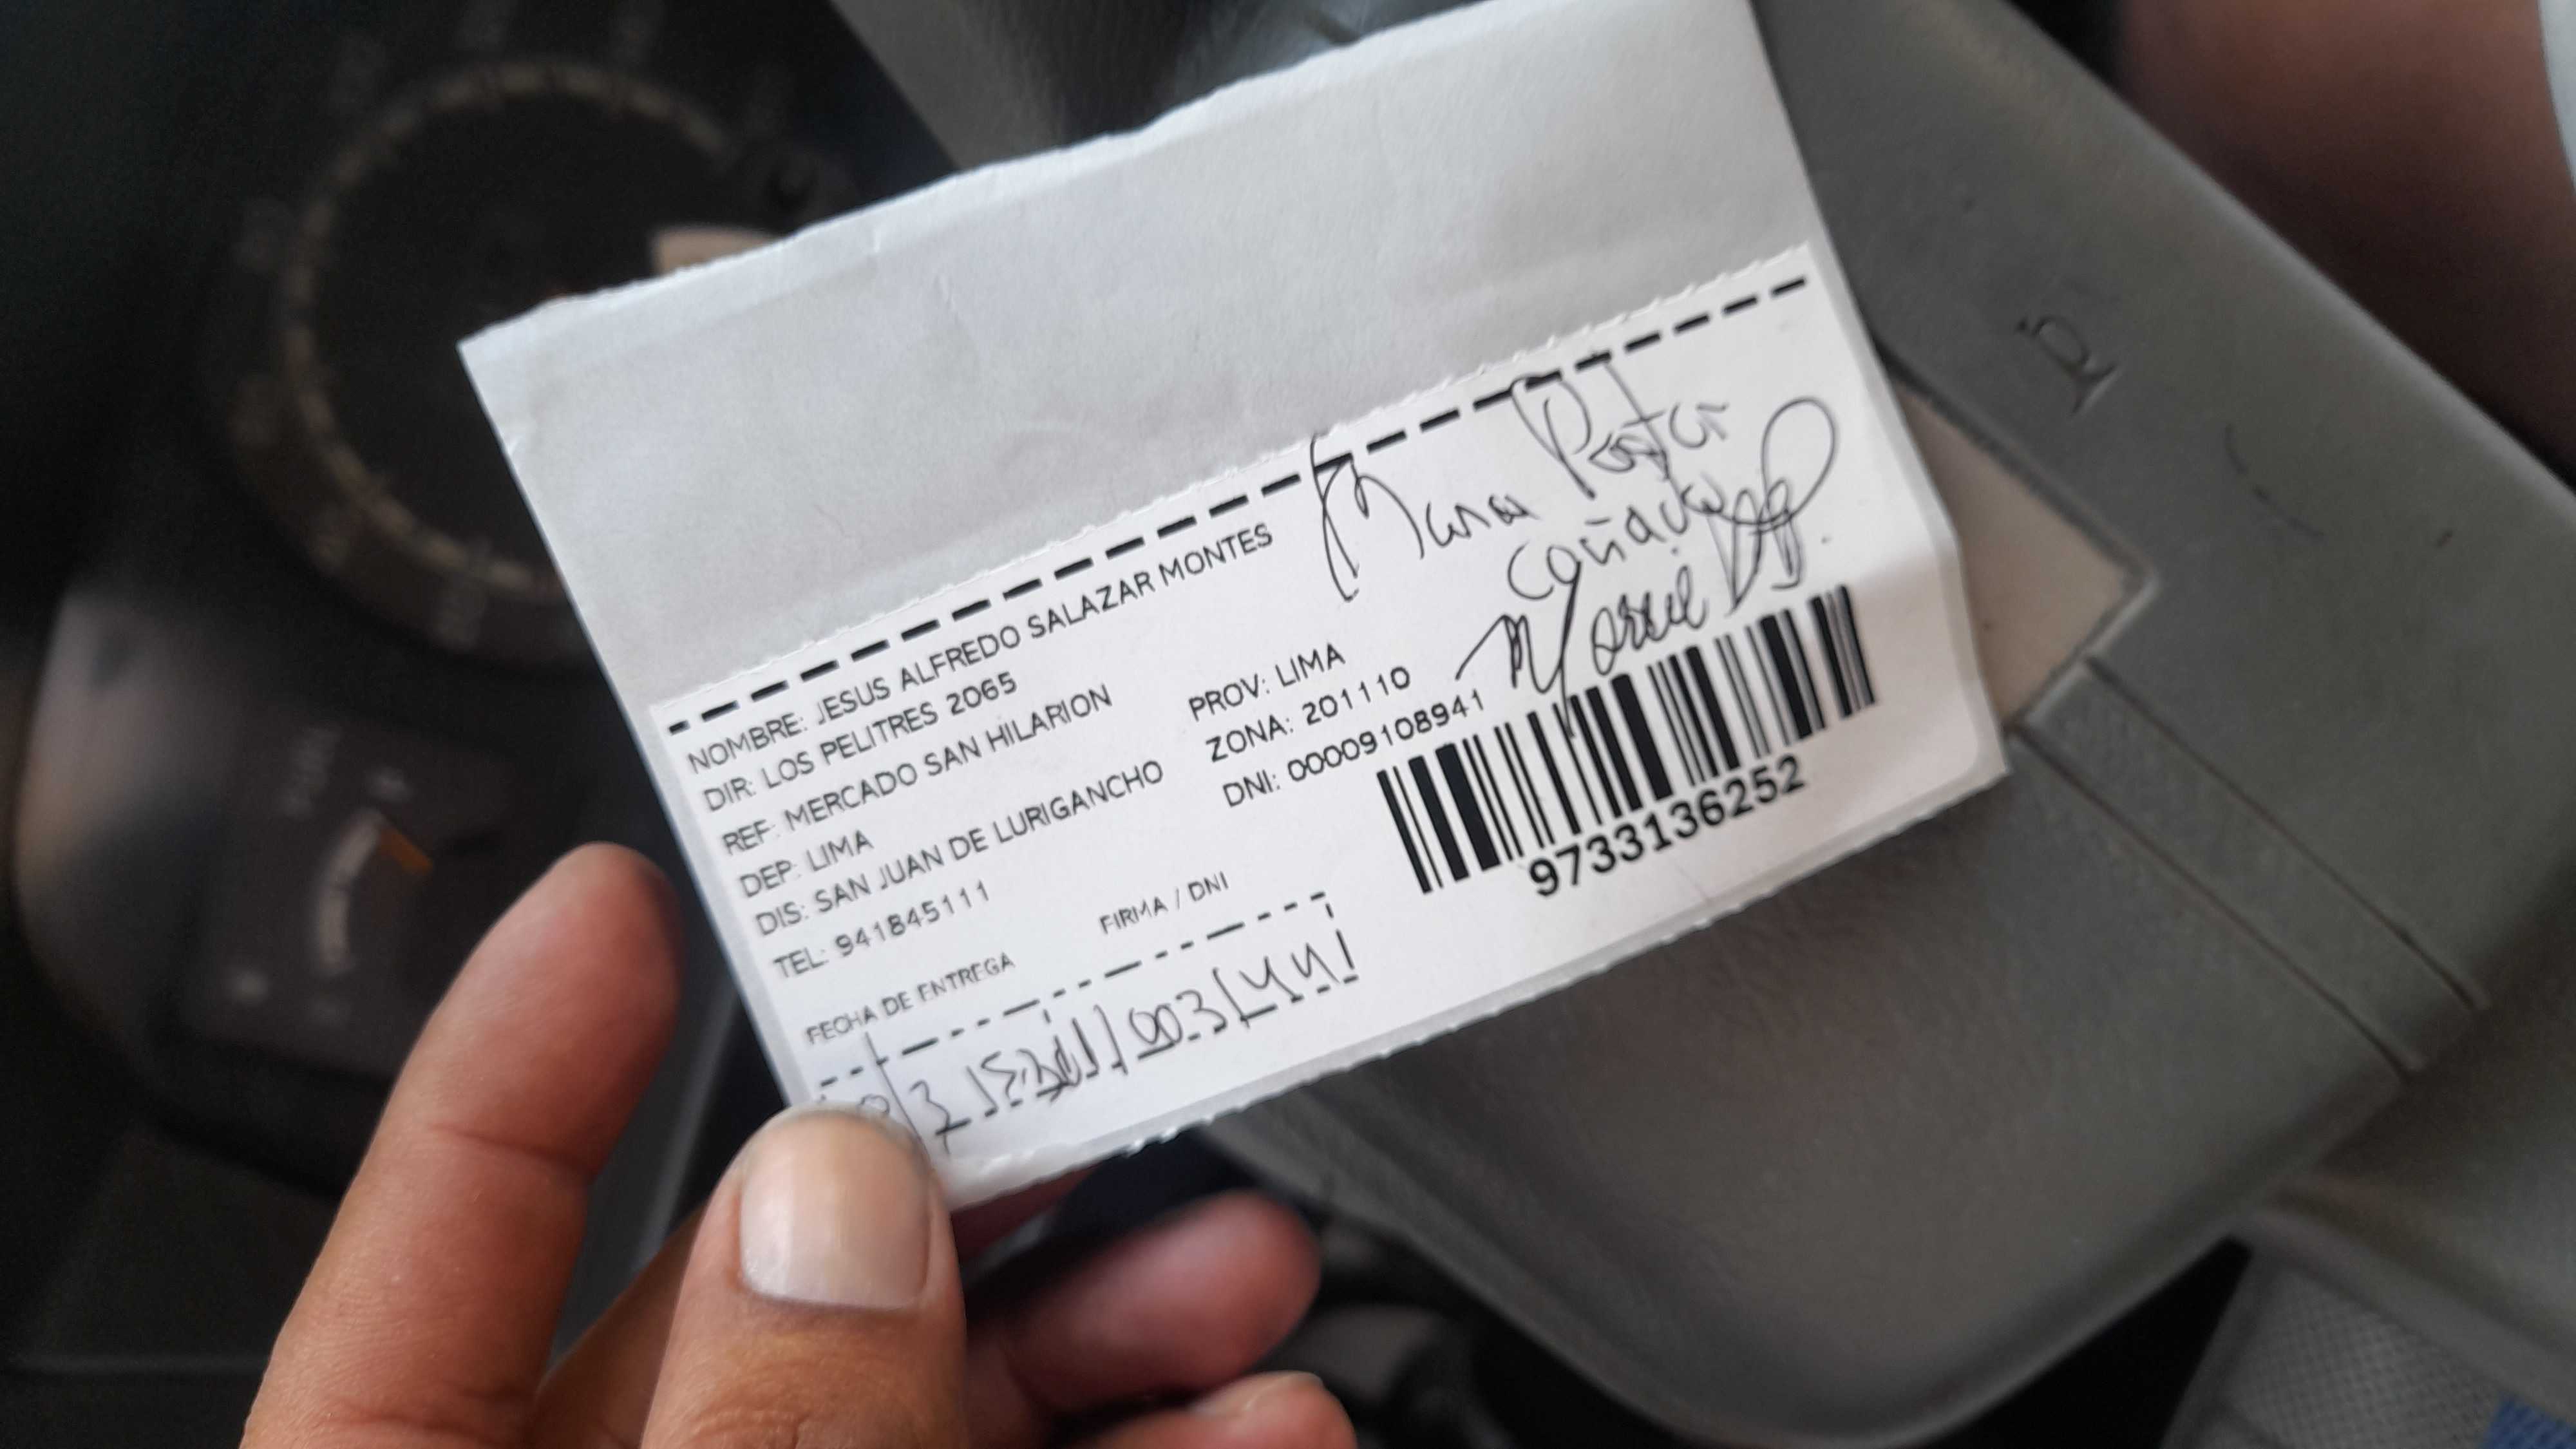 NOMBRE: JESUS ALFREDO SALAZAR MONTES
DIR: LOS PELITRES 2065
REF: MERCADO SAN HILARION
DEP: LIMA
DIS: SAN JUAN DE LURIGANCHO
TEL: 941845111
PROV: LIMA
ZONA: 201110
DNI: 00009108941
Cuñada
9733136252
FECHA DE ENTREGA
FIRMA / DNI